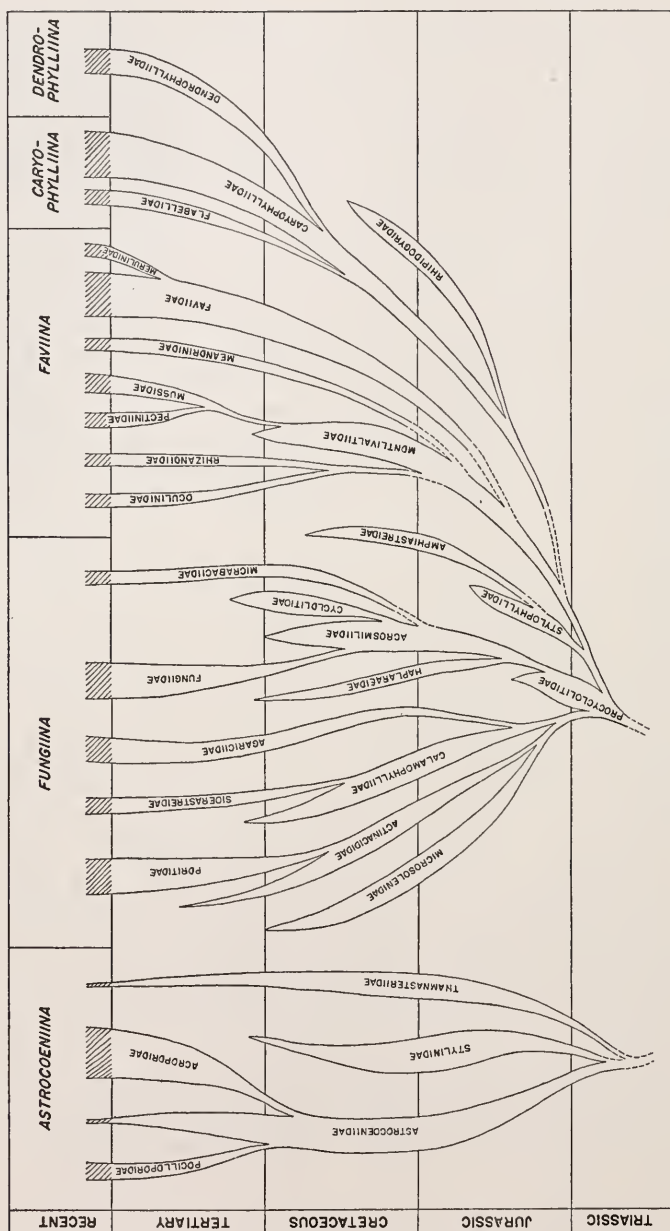 ASTROCOENIINA
FUNGIINA
FAVIINA
CARYO-
PHYLLIINA
DENDRO-
PHYLLIINA
RECENT
TERTIARY
CRETACEOUS
JURASSIC
TRIASSIC
POCILLOPORIDAE
ACROPORIDAE
ASTROCOENIIDAE
STYLINIDAE
THAMNASTERIIDAE
PORITIDAE
SIDERASTREIDAE
AGARICIIDAE
FUNGIIDAE
MICRABACIIDAE
CYCLOLITIDAE
ACROSMILIIDAE
HAPLARAEIDAE
CALAMOPHYLLIIDAE
ACTINACIDIDAE
MICROSOLENIDAE
PROCYCLOLITIDAE
STYLOPHYLLIDAE
AMPHIASTREIDAE
OCULINIDAE
RHIZANGIIDAE
PECTINIIDAE
MUSSIDAE
MONTLIVALTIIDAE
MEANDRINIDAE
FAVIIDAE
MERULINIDAE
FLABELLIDAE
CARYOPHYLLIIDAE
DENDROPHYLLIIDAE
RHIPIDOGYRIDAE